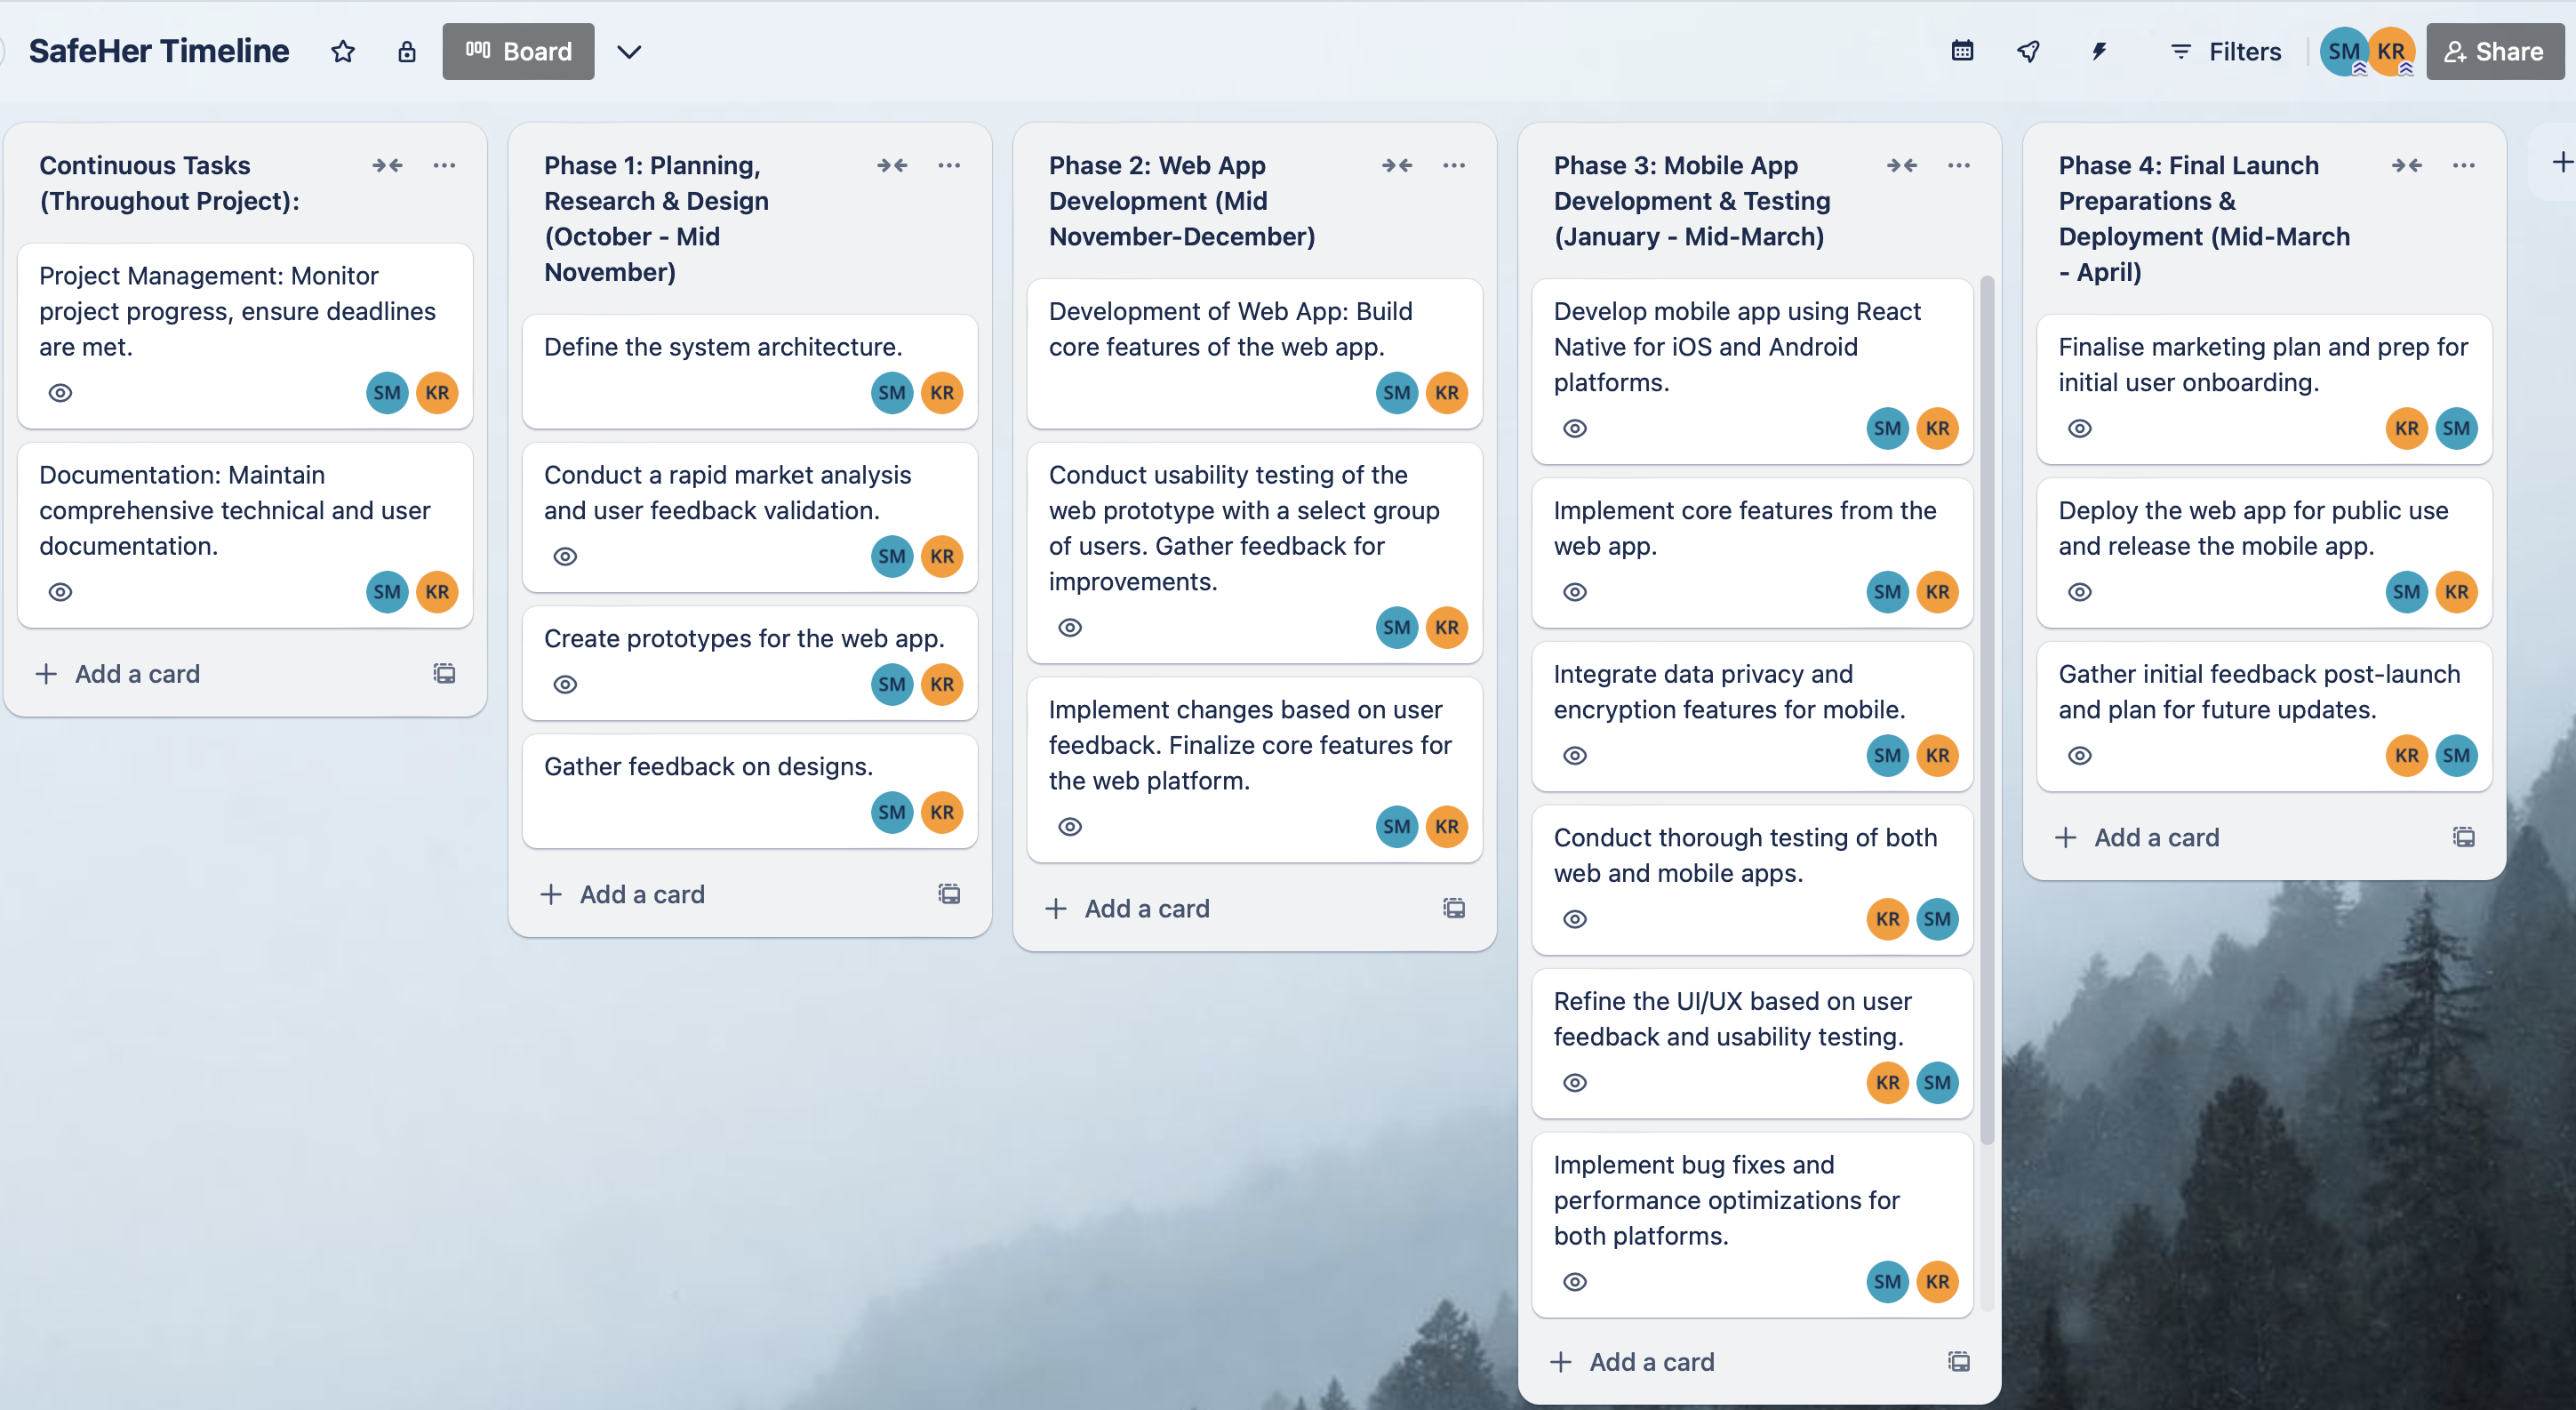 SafeHer Timeline
Board
Filters
SM
KR
Share
Continuous Tasks
(Throughout Project):
Project Management: Monitor
project progress, ensure deadlines
are met.
SM KR
Documentation: Maintain
comprehensive technical and user
documentation.
SM KR
Add a card
Phase 1: Planning,
Research & Design
(October - Mid
November)
Define the system architecture.
SM KR
Conduct a rapid market analysis
and user feedback validation.
SM KR
Create prototypes for the web app.
SM KR
Gather feedback on designs.
SM KR
Add a card
Phase 2: Web App
Development (Mid
November-December)
Development of Web App: Build
core features of the web app.
SM KR
Conduct usability testing of the
web prototype with a select group
of users. Gather feedback for
improvements.
SM KR
Implement changes based on user
feedback. Finalize core features for
the web platform.
SM KR
Add a card
Phase 3: Mobile App
Development & Testing
(January - Mid-March)
Develop mobile app using React
Native for iOS and Android
platforms.
SM KR
Implement core features from the
web app.
SM KR
Integrate data privacy and
encryption features for mobile.
SM KR
Conduct thorough testing of both
web and mobile apps.
KR SM
Refine the UI/UX based on user
feedback and usability testing.
KR SM
Implement bug fixes and
performance optimizations for
both platforms.
SM KR
Add a card
Phase 4: Final Launch
Preparations &
Deployment (Mid-March
- April)
Finalise marketing plan and prep for
initial user onboarding.
KR SM
Deploy the web app for public use
and release the mobile app.
SM KR
Gather initial feedback post-launch
and plan for future updates.
KR SM
Add a card